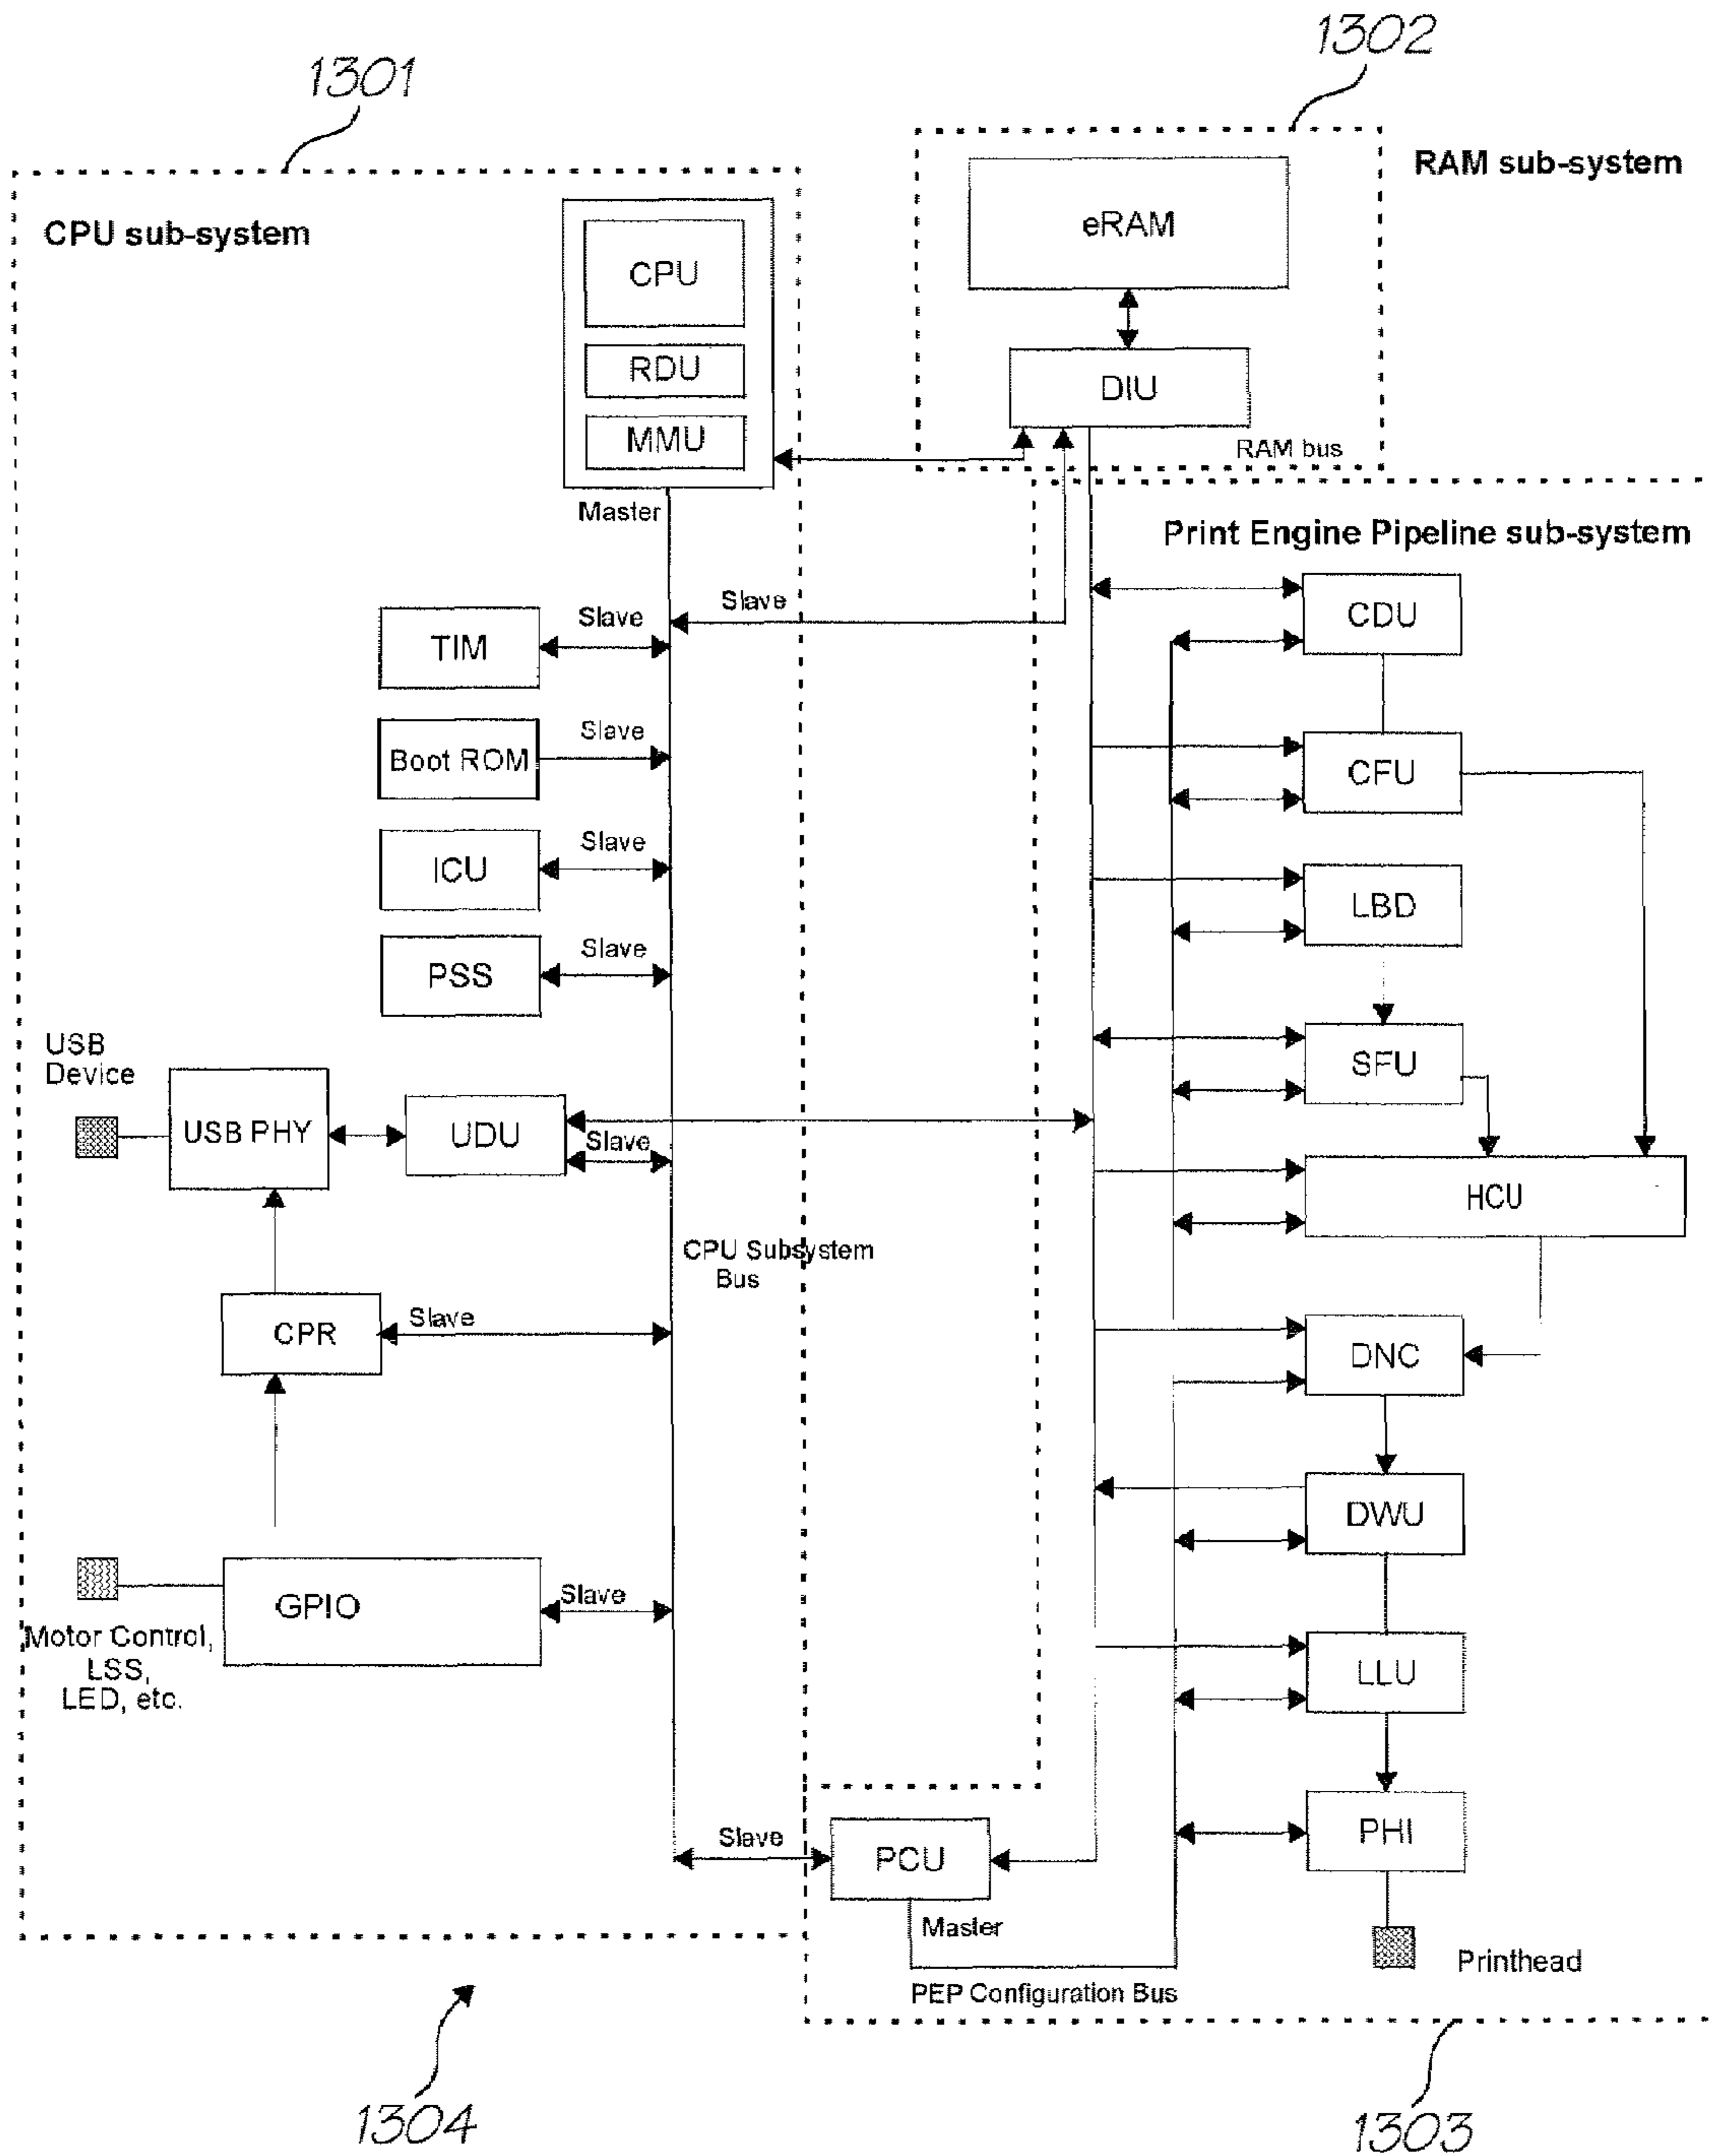 1302
1301
RAM sub-system
CPU sub-system
eRAM
CPU
RDU
DIU
MMU
RAM bus
Master
Print Engine Pipeline sub-system
Slave
Slave
CDU
TIM
Slave
Boot ROM
CFU
Slave
ICU
LBD
Slave
PSS
USB
Device
SFU
USB PHY
UDU
Slave
HCU
CPU Subsystem
Bus
Slave
CPR
DNC
DWU
Slave
GPIO
Motor Control,
LSS,
LED, etc.
LLU
Slave
PCU
PHI
Master
Printhead
PEP Configuration Bus
1304
1303